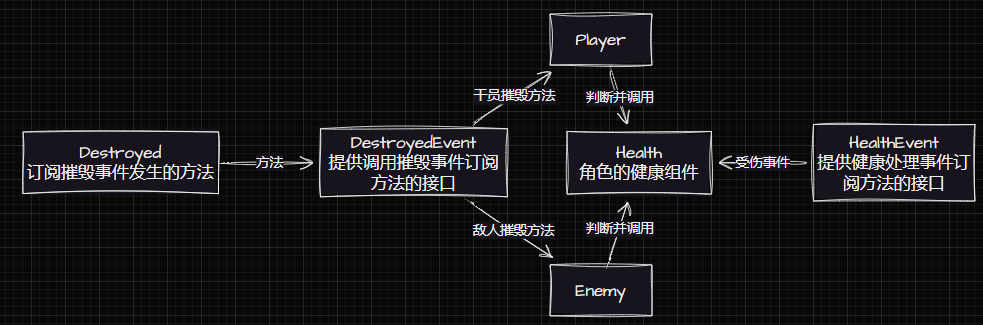 Player
干员摧毁方法
判断并调用
Destroyed
订阅摧毁事件发生的方法
方法
DestroyedEvent
提供调用摧毁事件订阅
方法的接口
Health
角色的健康组件
受伤事件
HealthEvent
提供健康处理事件订
阅方法的接口
敌人摧毁方法
判断并调用
Enemy